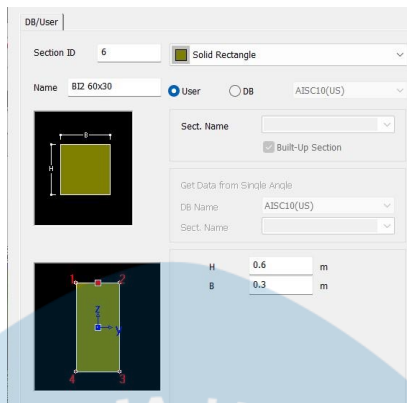 DB/User
Section ID 6 Solid Rectangle
Name BI2 60x30 User DB AISC10(US)
Sect. Name
Built-Up Section
B
H
Get Data from Single Angle
DB Name AISC10(US)
Sect. Name
H 0.6 m
B 0.3 m
1 2
z
y
4 3